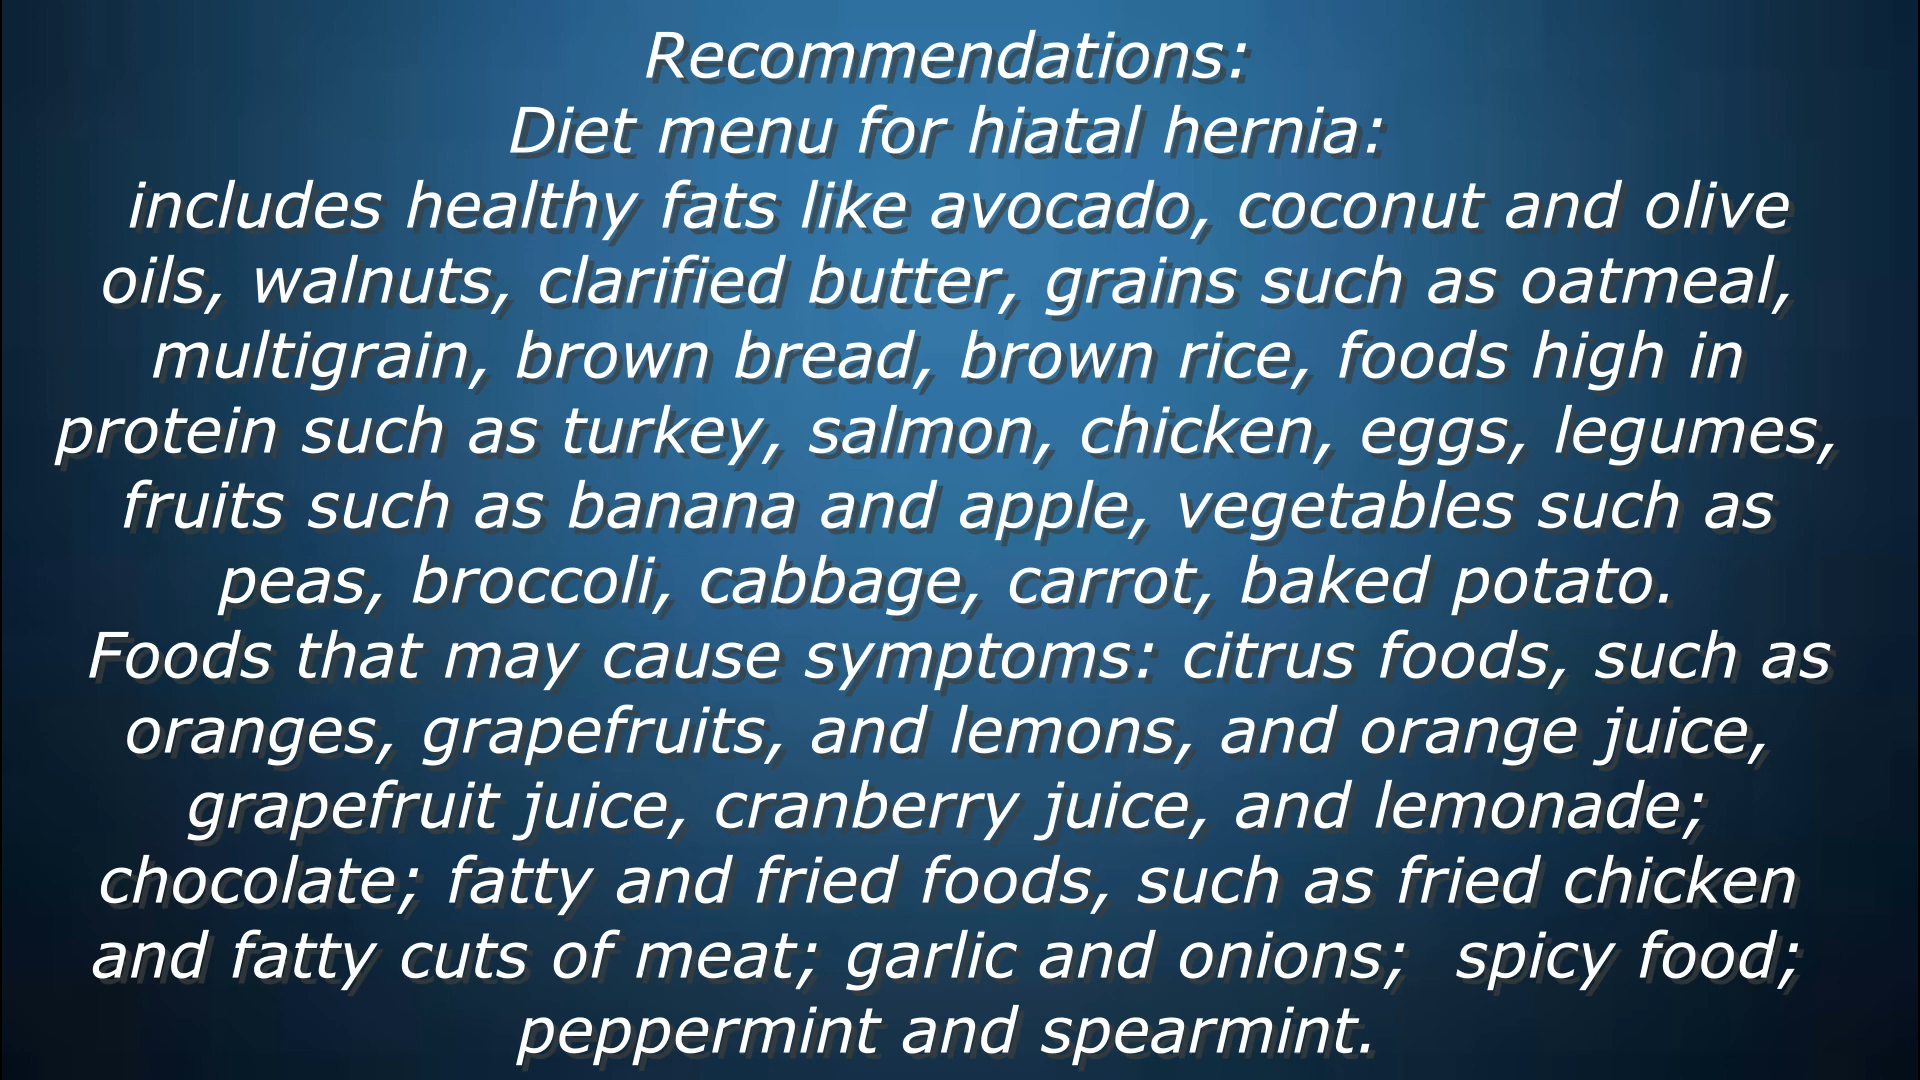 Recommendations:
Diet menu for hiatal hernia:
includes healthy fats like avocado, coconut and olive
oils, walnuts, clarified butter, grains such as oatmeal,
multigrain, brown bread, brown rice, foods high in
protein such as turkey, salmon, chicken, eggs, legumes,
fruits such as banana and apple, vegetables such as
peas, broccoli, cabbage, carrot, baked potato.
Foods that may cause symptoms: citrus foods, such as
oranges, grapefruits, and lemons, and orange juice,
grapefruit juice, cranberry juice, and lemonade;
chocolate; fatty and fried foods, such as fried chicken
and fatty cuts of meat; garlic and onions;  spicy food;
peppermint and spearmint.